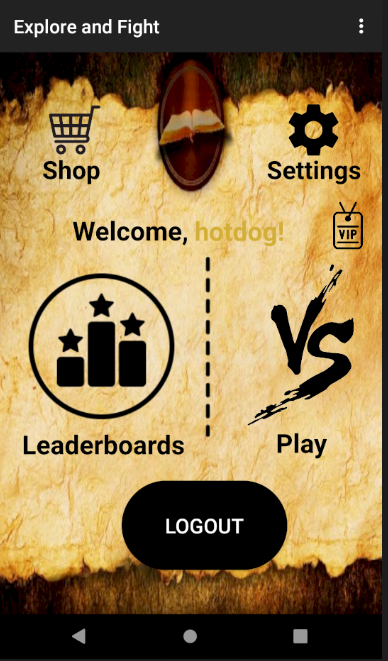 Explore and Fight
Shop
Settings
Welcome, hotdog!
VIP
VS
Leaderboards
Play
LOGOUT